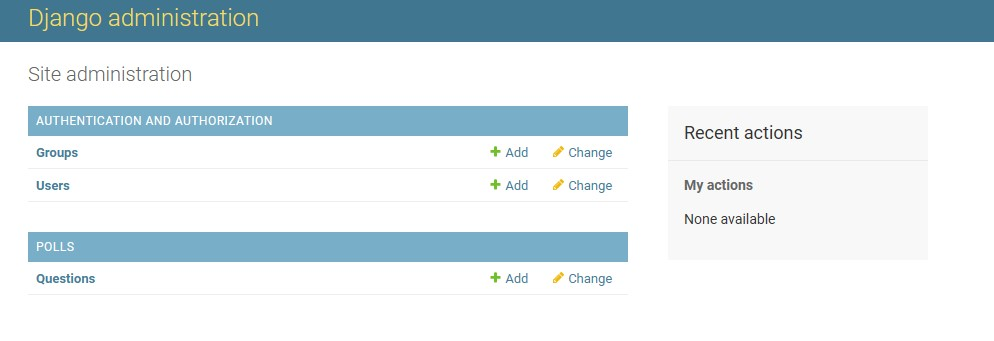 Django administration
Site administration
AUTHENTICATION AND AUTHORIZATION
Groups Add Change
Users Add Change
POLLS
Questions Add Change
Recent actions
My actions
None available